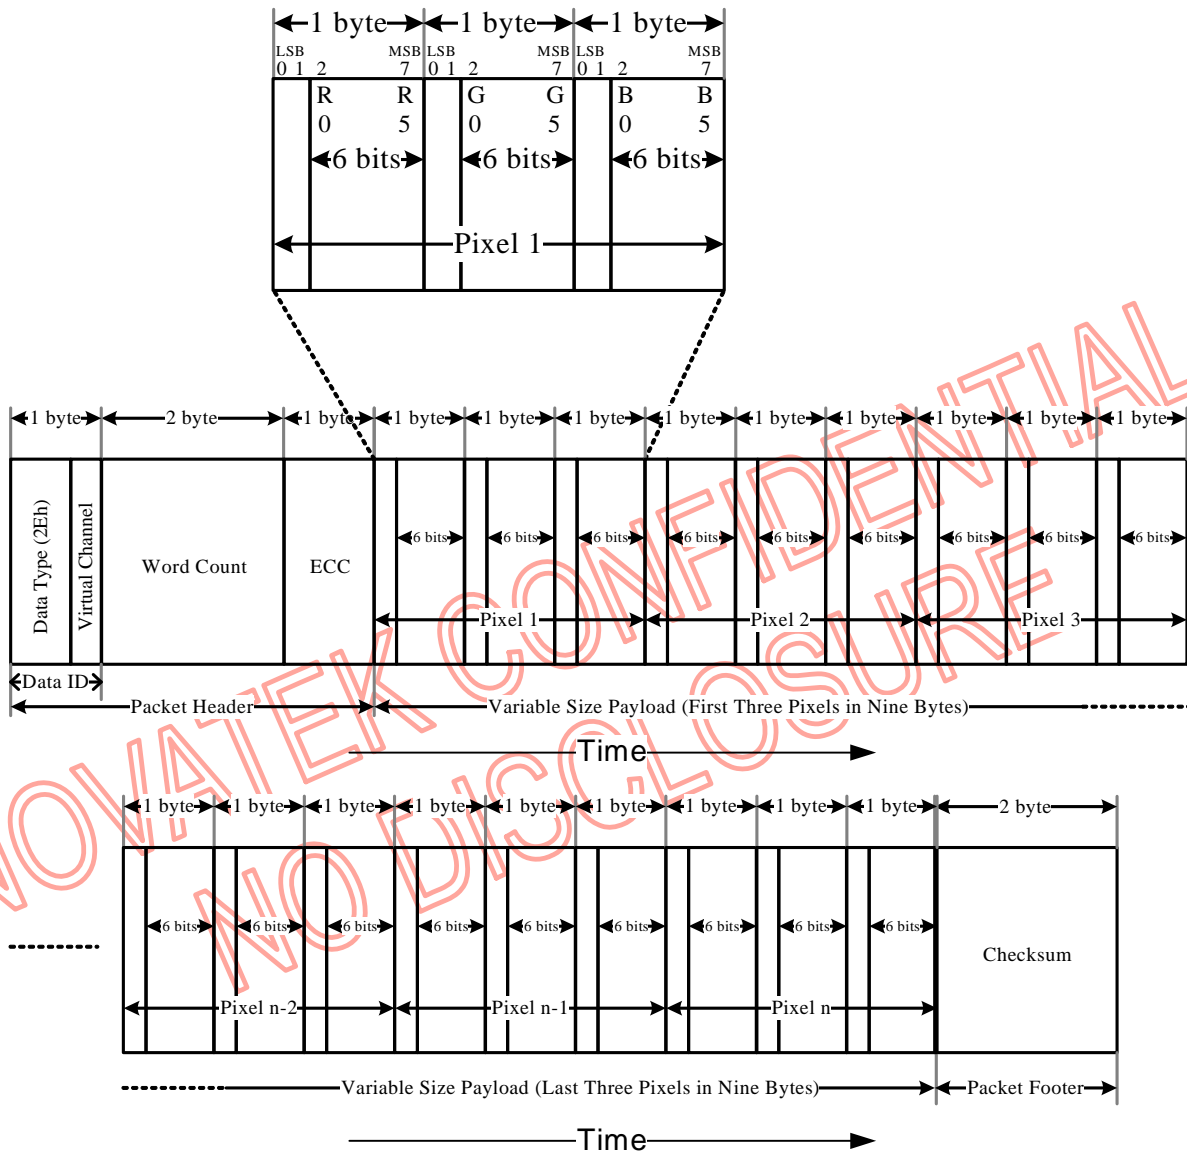 1 byte 1 byte 1 byte
LSB MSB LSB MSB LSB MSB
0 1 2 7 0 1 2 7 0 1 2 7
R R G G B B
0 5 0 5 0 5
6 bits 6 bits 6 bits
Pixel 1
1 byte 2 byte 1 byte 1 byte 1 byte 1 byte 1 byte 1 byte 1 byte 1 byte 1 byte 1 byte
Data Type (2Eh)
Virtual Channel
Word Count
ECC
6 bits 6 bits 6 bits 6 bits 6 bits 6 bits 6 bits 6 bits 6 bits
Pixel 1 Pixel 2 Pixel 3
Data ID
Packet Header
Variable Size Payload (First Three Pixels in Nine Bytes)
Time
1 byte 1 byte 1 byte 1 byte 1 byte 1 byte 1 byte 1 byte 1 byte 2 byte
6 bits 6 bits 6 bits 6 bits 6 bits 6 bits 6 bits 6 bits 6 bits
Checksum
Pixel n-2 Pixel n-1 Pixel n
Variable Size Payload (Last Three Pixels in Nine Bytes)
Packet Footer
Time
NOVATEK CONFIDENTIAL
NO DISCLOSURE